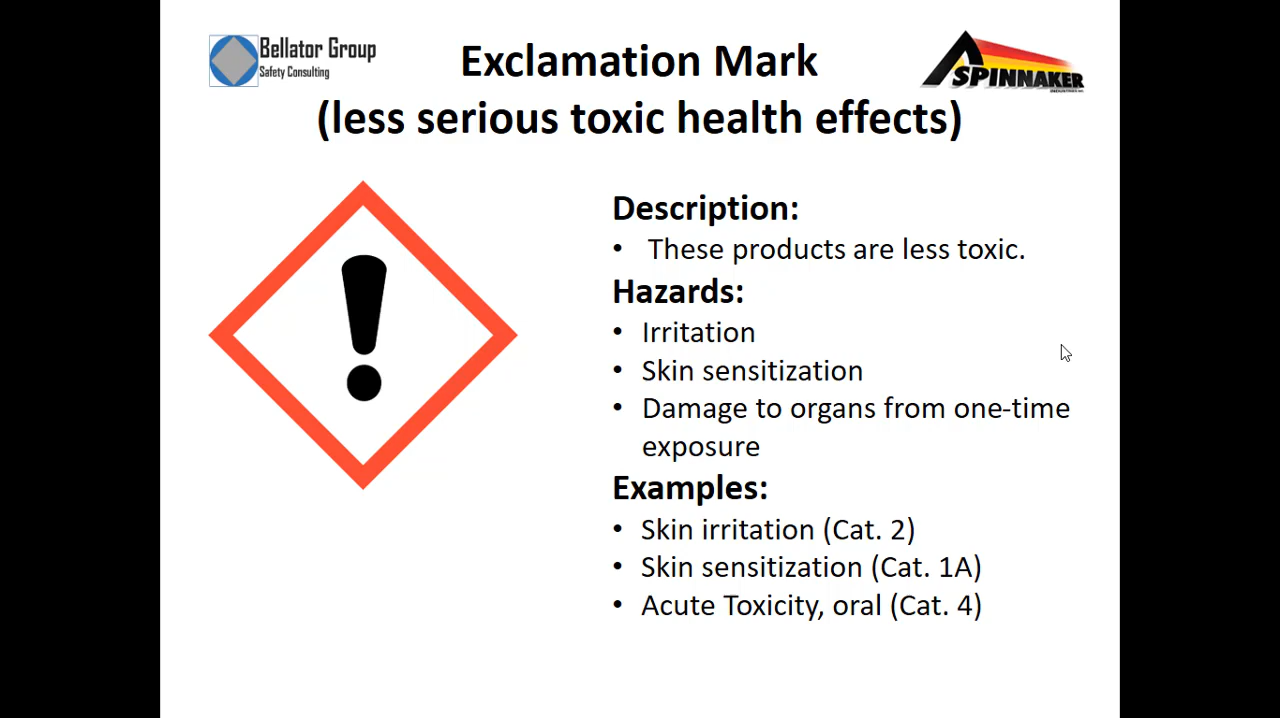 Bellator Group
Safety Consulting
Exclamation Mark
(less serious toxic health effects)
SPINNAKER
INDUSTRIES INC.
Description:
• These products are less toxic.
Hazards:
• Irritation
• Skin sensitization
• Damage to organs from one-time
exposure
Examples:
• Skin irritation (Cat. 2)
• Skin sensitization (Cat. 1A)
• Acute Toxicity, oral (Cat. 4)